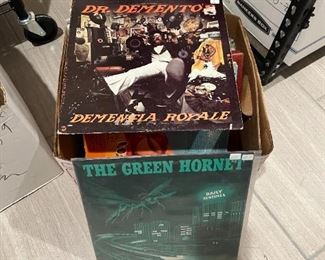 DR. DEMENTO'S
DEMENTIA ROYALE
THE GREEN HORNET
DAILY
SENTINEL